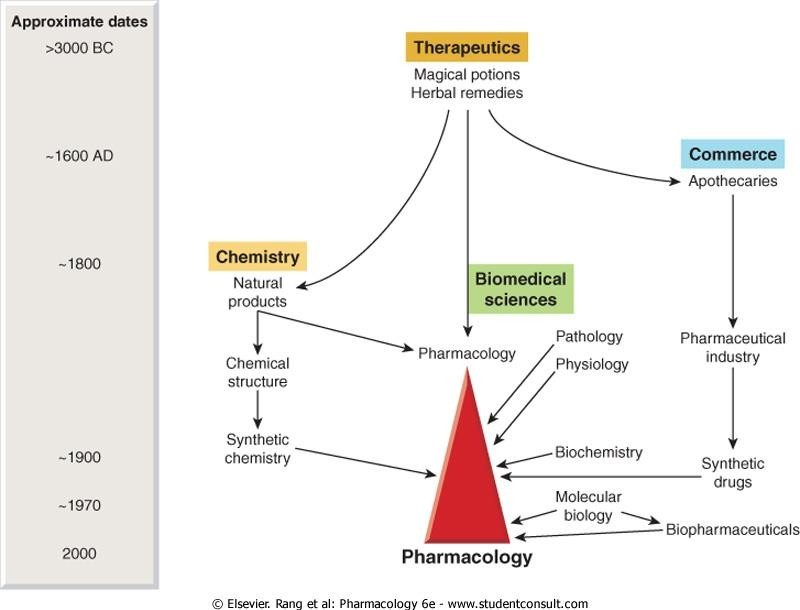 Approximate dates
>3000 BC
~1600 AD
~1800
~1900
~1970
2000
Therapeutics
Magical potions
Herbal remedies
Commerce
Apothecaries
Chemistry
Natural
products
Biomedical
sciences
Pharmacology
Pathology
Physiology
Pharmaceutical
industry
Chemical
structure
Synthetic
chemistry
Biochemistry
Synthetic
drugs
Molecular
biology
Biopharmaceuticals
Pharmacology
© Elsevier. Rang et al: Pharmacology 6e - www.studentconsult.com